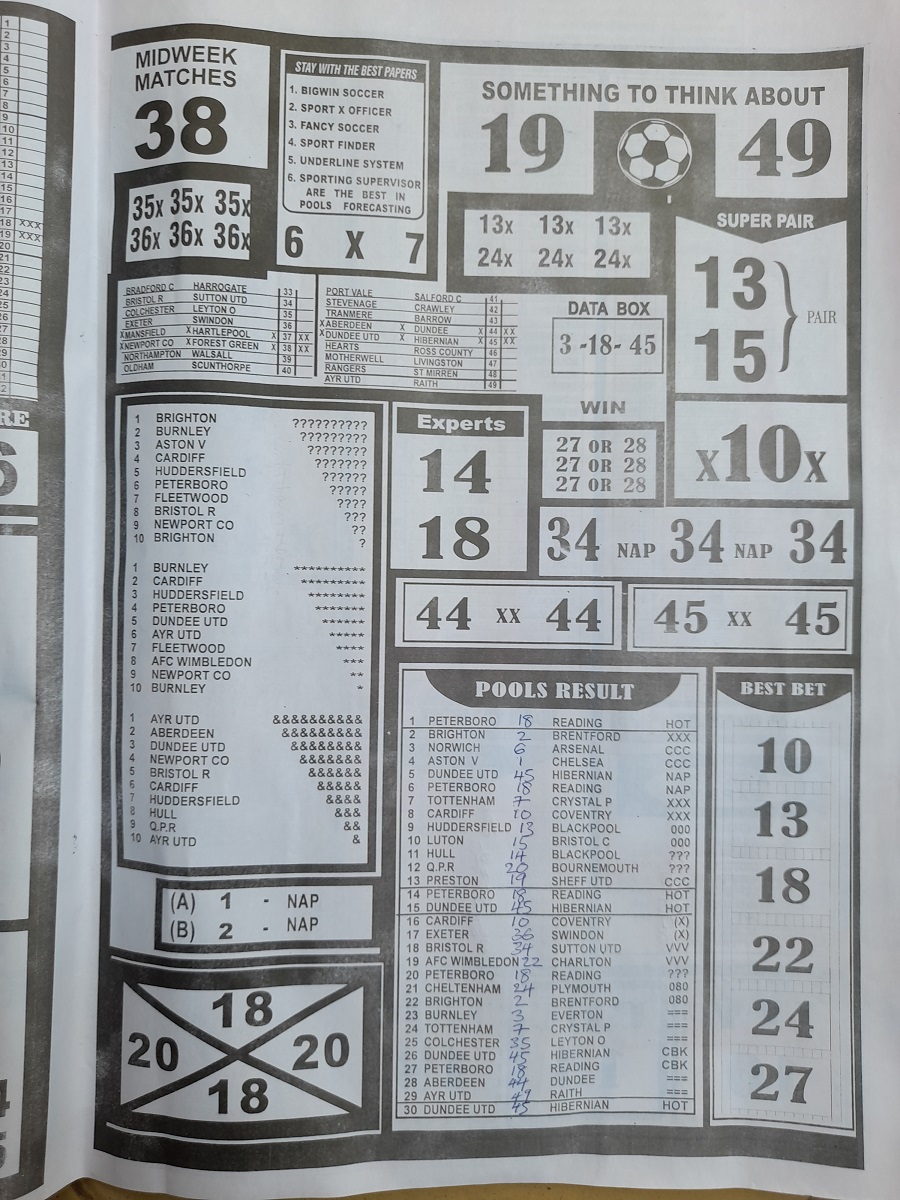 MIDWEEK
MATCHES
38
35x 35x 35x
36x 36x 36x
STAY WITH THE BEST PAPERS
1. BIGWIN SOCCER
2. SPORT X OFFICER
3. FANCY SOCCER
4. SPORT FINDER
5. UNDERLINE SYSTEM
6. SPORTING SUPERVISOR
ARE THE BEST IN
POOLS FORECASTING
6 X 7
SOMETHING TO THINK ABOUT
19 49
13x 13x 13x
24x 24x 24x
SUPER PAIR
13
15
PAIR
BRADFORD C HARROGATE 33
BRISTOL R SUTTON UTD 34
COLCHESTER LEYTON O 35
EXETER SWINDON 36
XMANSFIELD XHARTLEPOOL X 37 XX
XNEWPORT CO XFOREST GREEN X 38 XX
NORTHAMPTON WALSALL 39
OLDHAM SCUNTHORPE 40
PORT VALE SALFORD C 41
STEVENAGE CRAWLEY 42
TRANMERE BARROW 43
XABERDEEN X DUNDEE X 44 XX
XDUNDEE UTD X HIBERNIAN X 45 XX
HEARTS ROSS COUNTY 46
MOTHERWELL LIVINGSTON 47
RANGERS ST MIRREN 48
AYR UTD RAITH 49
DATA BOX
3 -18- 45
WIN
27 OR 28
27 OR 28
27 OR 28
X10X
Experts
14
18
34 NAP 34 NAP 34
44 XX 44
45 XX 45
1 BRIGHTON ??????????
2 BURNLEY ?????????
3 ASTON V ????????
4 CARDIFF ???????
5 HUDDERSFIELD ??????
6 PETERBORO ?????
7 FLEETWOOD ????
8 BRISTOL R ???
9 NEWPORT CO ??
10 BRIGHTON ?
1 BURNLEY **********
2 CARDIFF *********
3 HUDDERSFIELD ********
4 PETERBORO *******
5 DUNDEE UTD ******
6 AYR UTD *****
7 FLEETWOOD ****
8 AFC WIMBLEDON ***
9 NEWPORT CO **
10 BURNLEY *
1 AYR UTD &&&&&&&&&&
2 ABERDEEN &&&&&&&&&
3 DUNDEE UTD &&&&&&&&
4 NEWPORT CO &&&&&&&
5 BRISTOL R &&&&&&
6 CARDIFF &&&&&
7 HUDDERSFIELD &&&&
8 HULL &&&
9 Q.P.R &&
10 AYR UTD &
(A) 1 - NAP
(B) 2 - NAP
18
20 20
18
POOLS RESULT
1 PETERBORO 18 READING HOT
2 BRIGHTON 2 BRENTFORD XXX
3 NORWICH 6 ARSENAL CCC
4 ASTON V 1 CHELSEA CCC
5 DUNDEE UTD 45 HIBERNIAN NAP
6 PETERBORO 18 READING NAP
7 TOTTENHAM 7 CRYSTAL P XXX
8 CARDIFF 10 COVENTRY XXX
9 HUDDERSFIELD 13 BLACKPOOL 000
10 LUTON 15 BRISTOL C 000
11 HULL 14 BLACKPOOL ???
12 Q.P.R 20 BOURNEMOUTH ???
13 PRESTON 19 SHEFF UTD CCC
14 PETERBORO 18 READING HOT
15 DUNDEE UTD 45 HIBERNIAN HOT
16 CARDIFF 10 COVENTRY (X)
17 EXETER 36 SWINDON (X)
18 BRISTOL R 34 SUTTON UTD VVV
19 AFC WIMBLEDON 22 CHARLTON VVV
20 PETERBORO 18 READING ???
21 CHELTENHAM 24 PLYMOUTH 080
22 BRIGHTON 2 BRENTFORD 080
23 BURNLEY 3 EVERTON ===
24 TOTTENHAM 7 CRYSTAL P ===
25 COLCHESTER 35 LEYTON O ===
26 DUNDEE UTD 45 HIBERNIAN CBK
27 PETERBORO 18 READING CBK
28 ABERDEEN 44 DUNDEE ===
29 AYR UTD 49 RAITH ===
30 DUNDEE UTD 45 HIBERNIAN HOT
BEST BET
10
13
18
22
24
27